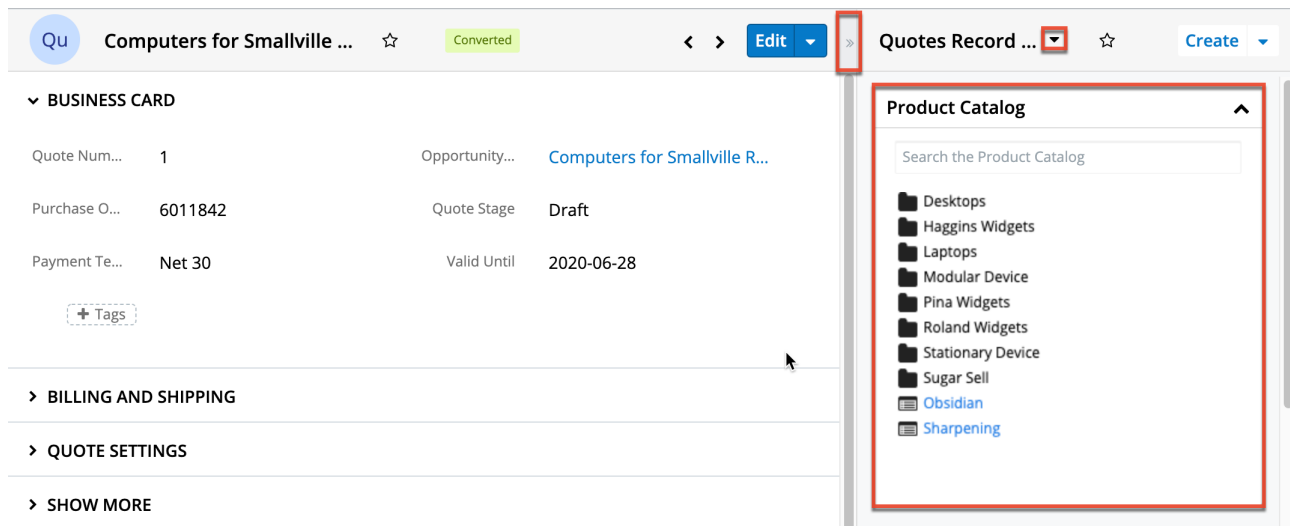 Qu
Computers for Smallville ...
Converted
Edit
Quotes Record ...
Create
BUSINESS CARD
Quote Num... 1
Opportunity... Computers for Smallville R...
Purchase O... 6011842
Quote Stage Draft
Payment Te... Net 30
Valid Until 2020-06-28
+ Tags
BILLING AND SHIPPING
QUOTE SETTINGS
SHOW MORE
Product Catalog
Search the Product Catalog
Desktops
Haggins Widgets
Laptops
Modular Device
Pina Widgets
Roland Widgets
Stationary Device
Sugar Sell
Obsidian
Sharpening